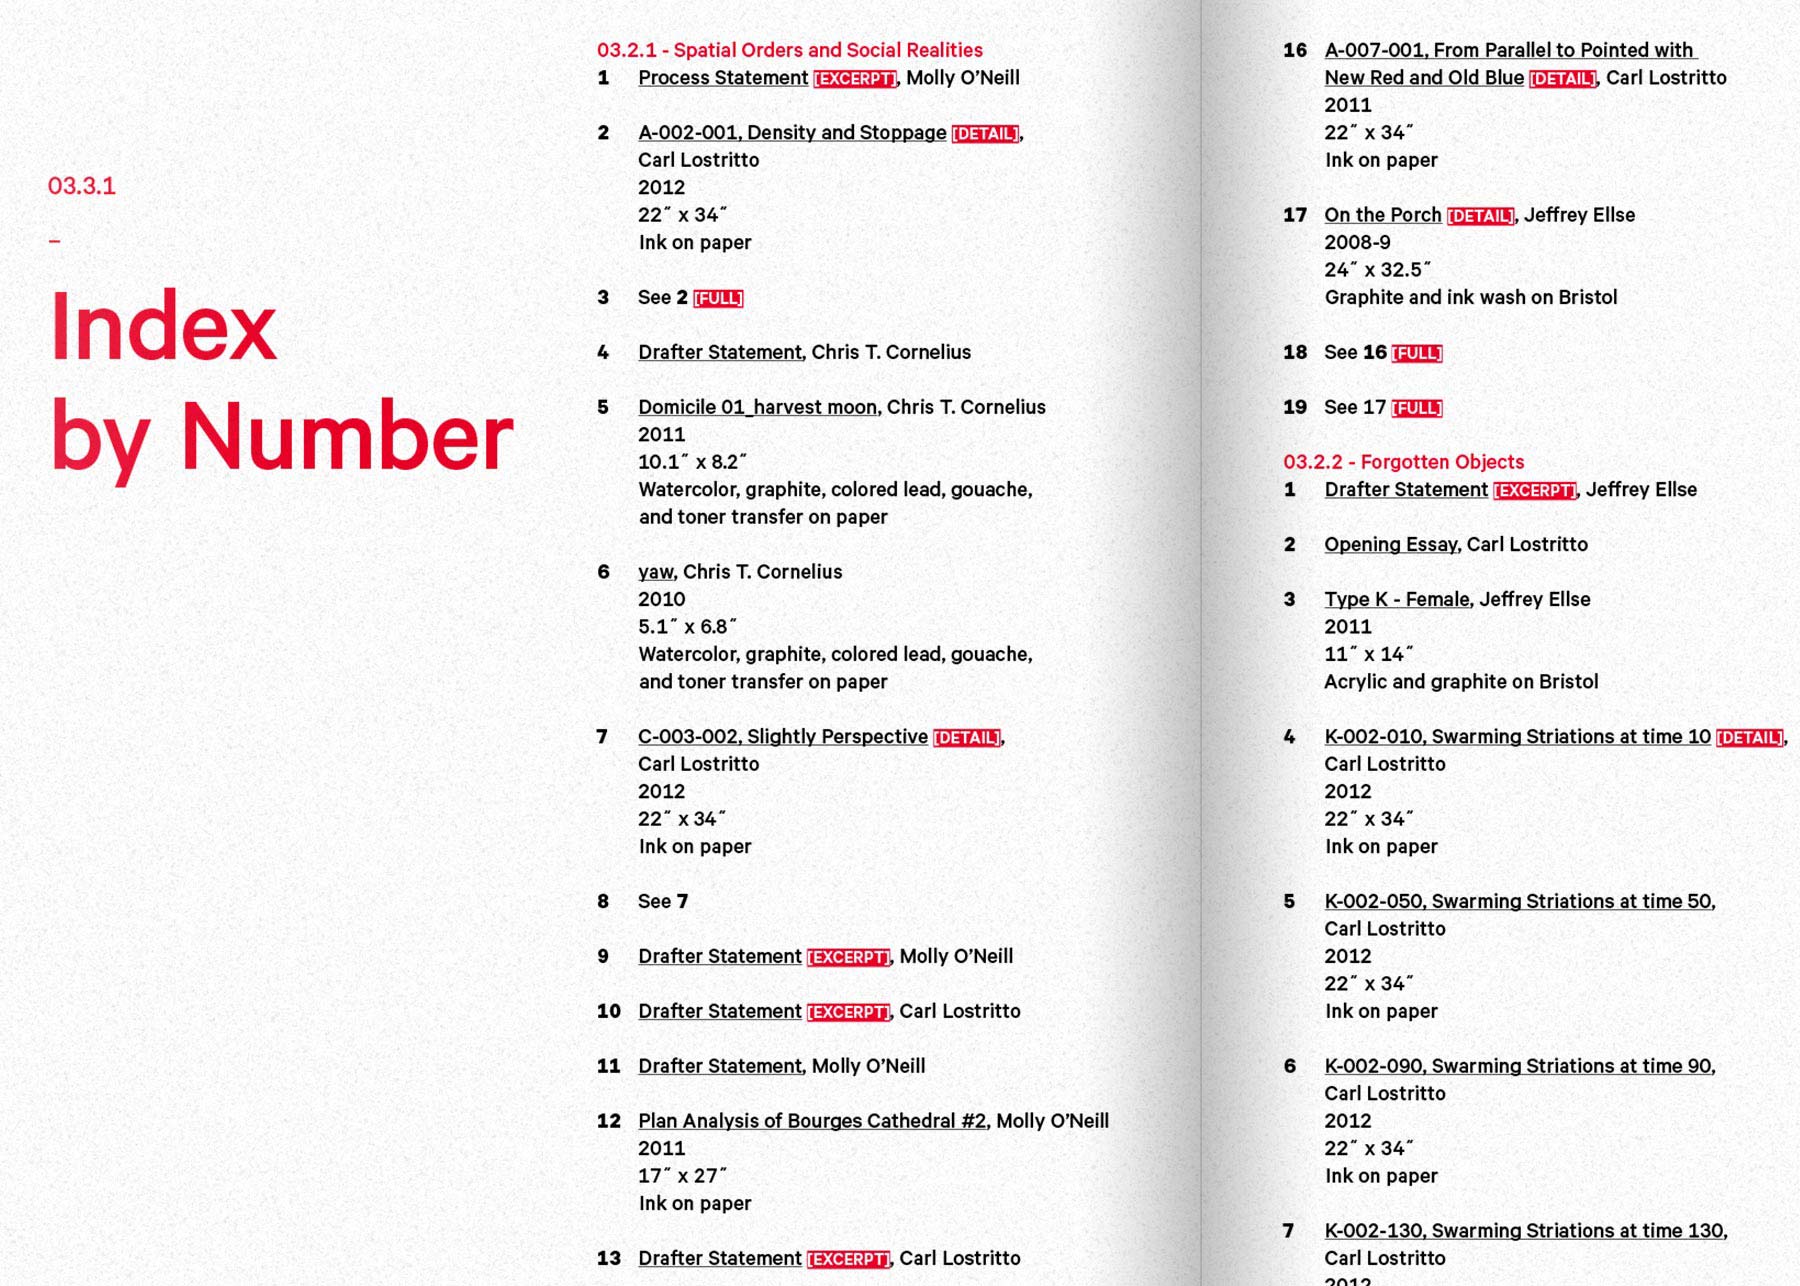 03.3.1
–
Index
by Number
03.2.1 - Spatial Orders and Social Realities
1 Process Statement [EXCERPT], Molly O’Neill
2 A-002-001, Density and Stoppage [DETAIL],
Carl Lostritto
2012
22˝ x 34˝
Ink on paper
3 See 2 [FULL]
4 Drafter Statement, Chris T. Cornelius
5 Domicile 01_harvest moon, Chris T. Cornelius
2011
10.1˝ x 8.2˝
Watercolor, graphite, colored lead, gouache,
and toner transfer on paper
6 yaw, Chris T. Cornelius
2010
5.1˝ x 6.8˝
Watercolor, graphite, colored lead, gouache,
and toner transfer on paper
7 C-003-002, Slightly Perspective [DETAIL],
Carl Lostritto
2012
22˝ x 34˝
Ink on paper
8 See 7
9 Drafter Statement [EXCERPT], Molly O’Neill
10 Drafter Statement [EXCERPT], Carl Lostritto
11 Drafter Statement, Molly O’Neill
12 Plan Analysis of Bourges Cathedral #2, Molly O’Neill
2011
17˝ x 27˝
Ink on paper
13 Drafter Statement [EXCERPT], Carl Lostritto
16 A-007-001, From Parallel to Pointed with
New Red and Old Blue [DETAIL], Carl Lostritto
2011
22˝ x 34˝
Ink on paper
17 On the Porch [DETAIL], Jeffrey Ellse
2008-9
24˝ x 32.5˝
Graphite and ink wash on Bristol
18 See 16 [FULL]
19 See 17 [FULL]
03.2.2 - Forgotten Objects
1 Drafter Statement [EXCERPT], Jeffrey Ellse
2 Opening Essay, Carl Lostritto
3 Type K - Female, Jeffrey Ellse
2011
11˝ x 14˝
Acrylic and graphite on Bristol
4 K-002-010, Swarming Striations at time 10 [DETAIL],
Carl Lostritto
2012
22˝ x 34˝
Ink on paper
5 K-002-050, Swarming Striations at time 50,
Carl Lostritto
2012
22˝ x 34˝
Ink on paper
6 K-002-090, Swarming Striations at time 90,
Carl Lostritto
2012
22˝ x 34˝
Ink on paper
7 K-002-130, Swarming Striations at time 130,
Carl Lostritto
2012